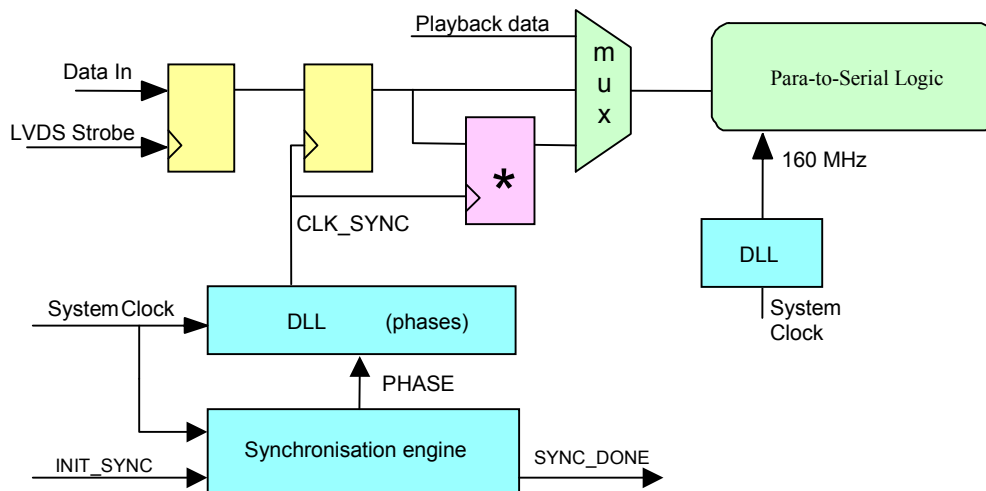 Playback data
Data In
LVDS Strobe
m
u
x
Para-to-Serial Logic
*
160 MHz
CLK_SYNC
DLL
System Clock
DLL (phases)
System
Clock
PHASE
Synchronisation engine
INIT_SYNC
SYNC_DONE